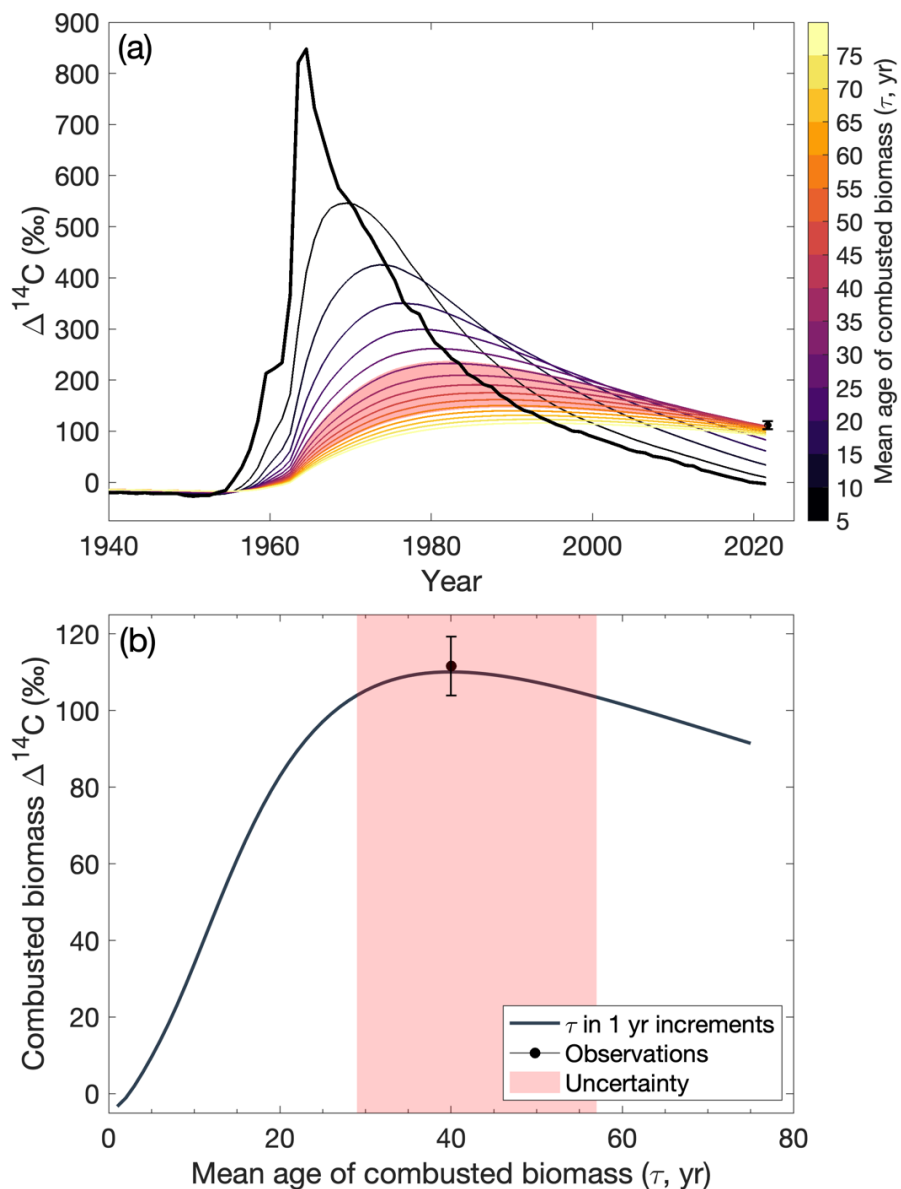 (a)
900
800
700
600
500
400
300
200
100
0
Δ¹⁴C (‰)
1940 1960 1980 2000 2020
Year
75
70
65
60
55
50
45
40
35
30
25
20
15
10
5
Mean age of combusted biomass (τ, yr)
(b)
120
100
80
60
40
20
0
Combusted biomass Δ¹⁴C (‰)
τ in 1 yr increments
Observations
Uncertainty
0 20 40 60 80
Mean age of combusted biomass (τ, yr)